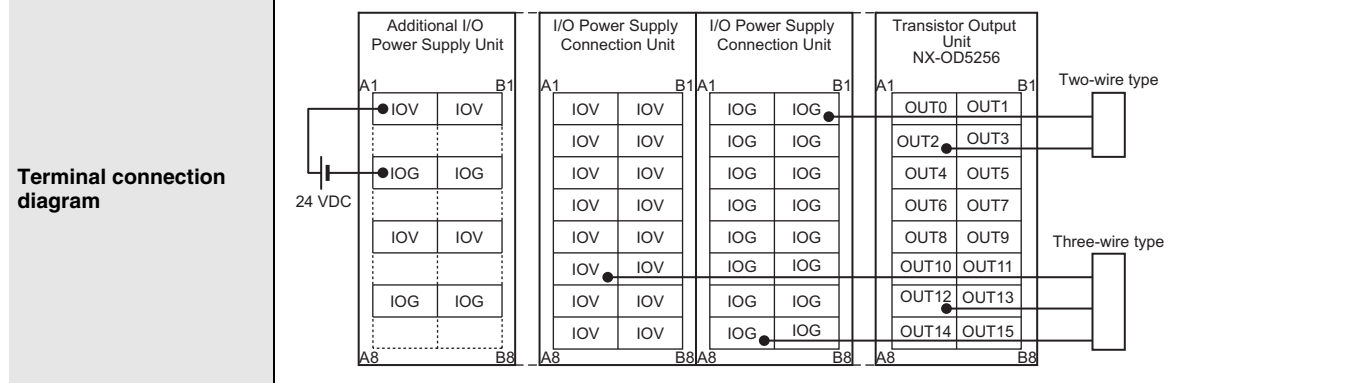 Terminal connection
diagram
Additional I/O
Power Supply Unit
I/O Power Supply
Connection Unit
I/O Power Supply
Connection Unit
Transistor Output
Unit
NX-OD5256
A1 B1 A1 B1 A1 B1 A1 B1
Two-wire type
IOV IOV IOV IOV IOG IOG OUT0 OUT1
IOV IOV IOG IOG OUT2 OUT3
IOG IOG IOV IOV IOG IOG OUT4 OUT5
24 VDC
IOV IOV IOG IOG OUT6 OUT7
IOV IOV IOV IOV IOG IOG OUT8 OUT9
Three-wire type
IOV IOV IOG IOG OUT10 OUT11
IOG IOG IOV IOV IOG IOG OUT12 OUT13
IOV IOV IOG IOG OUT14 OUT15
A8 B8 A8 B8 A8 B8 A8 B8